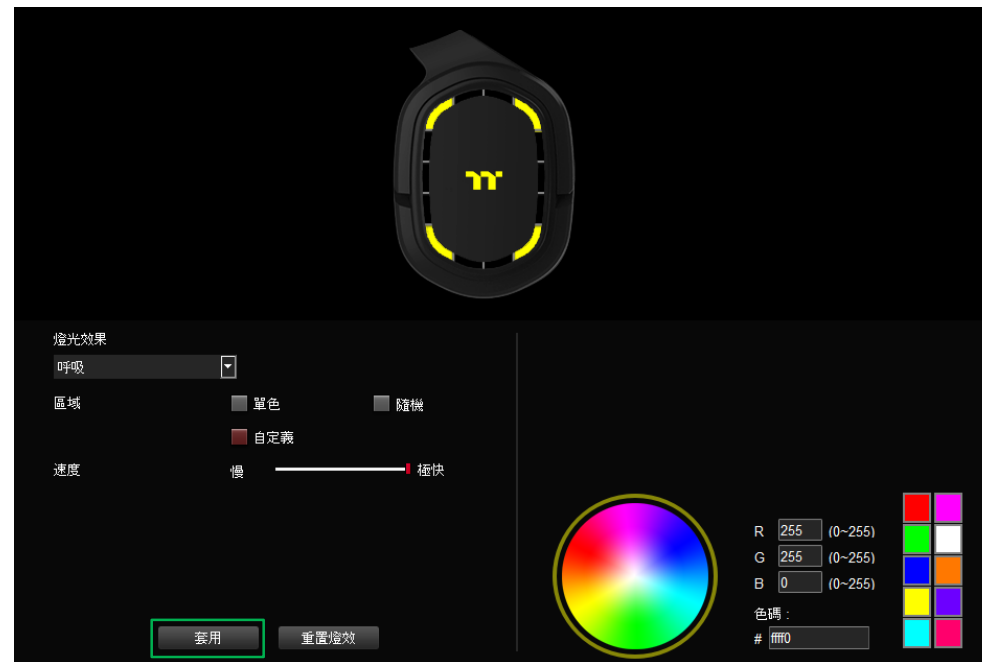 燈光效果
呼吸
區域 單色 隨機
自定義
速度 慢 極快
R 255 (0~255)
G 255 (0~255)
B 0 (0~255)
色碼 :
# ffff0
套用 重置燈效